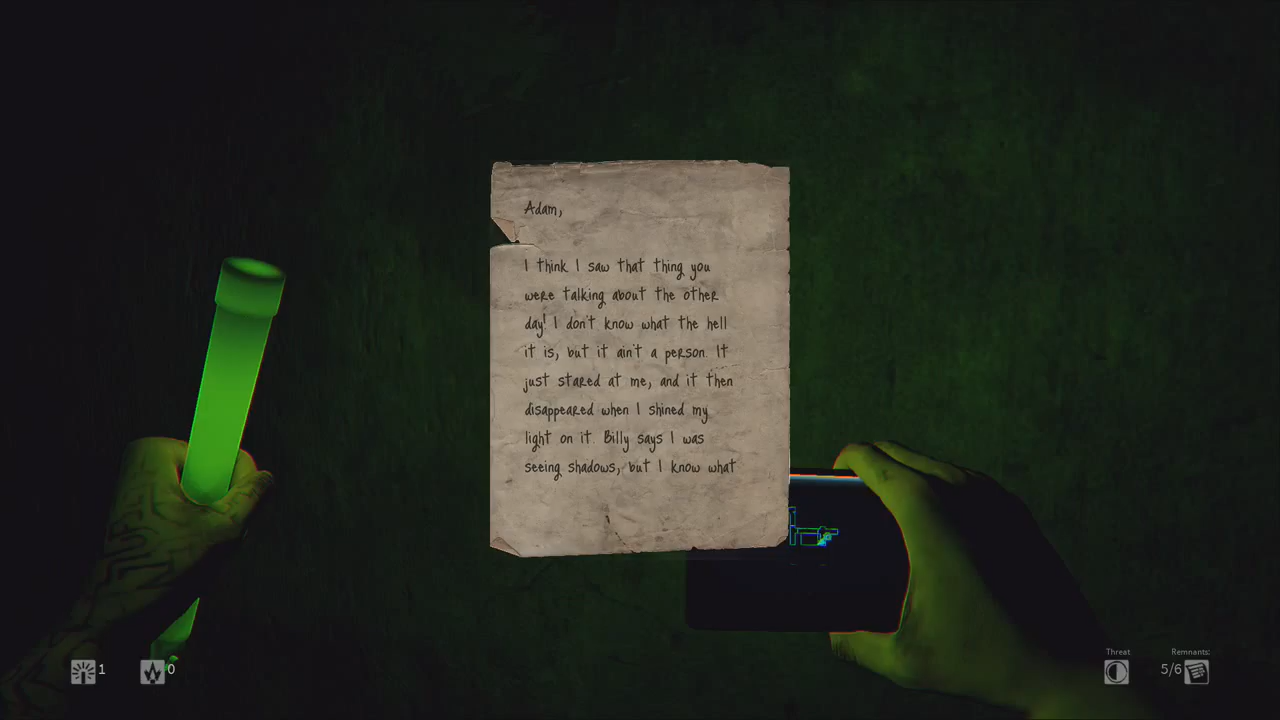 Adam,
I think I saw that thing you
were talking about the other
day! I don't know what the hell
it is, but it ain't a person. It
just stared at me, and it then
disappeared when I shined my
light on it. Billy says I was
seeing shadows, but I know what
1
0
Threat
Remnants:
5/6